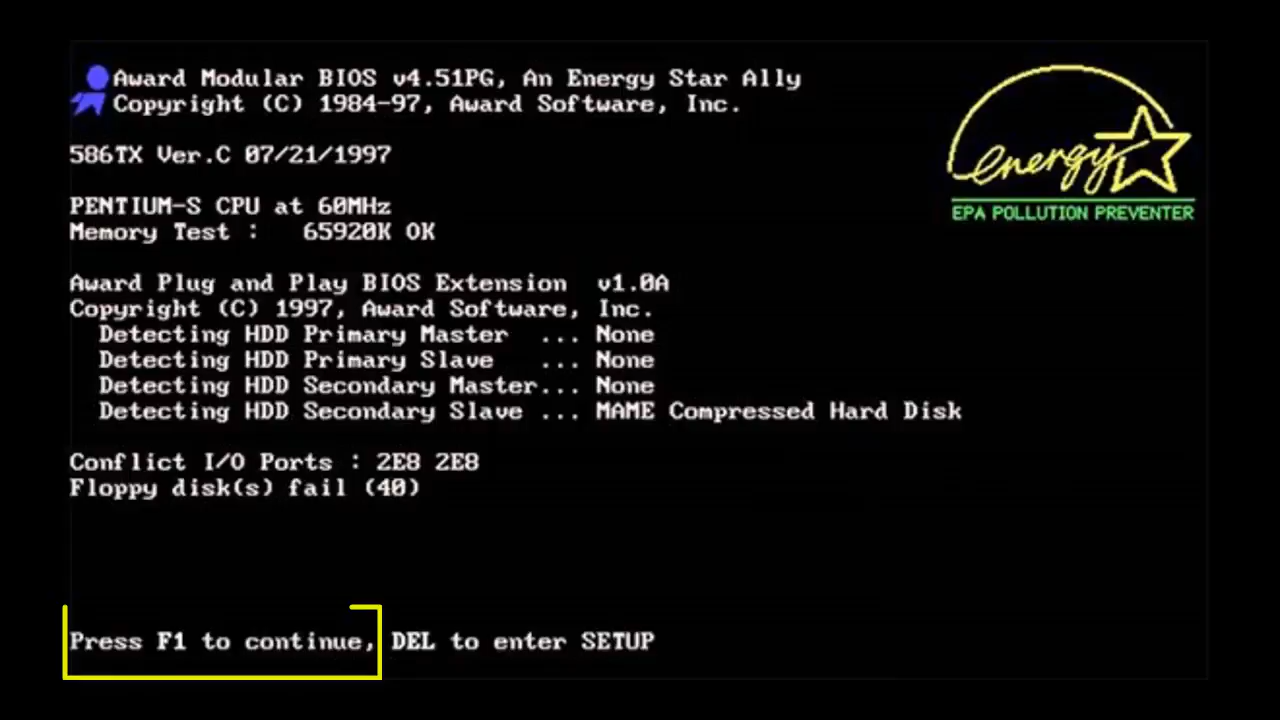 Award Modular BIOS v4.51PG, An Energy Star Ally
Copyright (C) 1984-97, Award Software, Inc.
energy
EPA POLLUTION PREVENTER
586TX Ver.C 07/21/1997
PENTIUM-S CPU at 60MHz
Memory Test :   65920K OK
Award Plug and Play BIOS Extension  v1.0A
Copyright (C) 1997, Award Software, Inc.
Detecting HDD Primary Master  ... None
Detecting HDD Primary Slave   ... None
Detecting HDD Secondary Master... None
Detecting HDD Secondary Slave ... MAME Compressed Hard Disk
Conflict I/O Ports : 2E8 2E8
Floppy disk(s) fail (40)
Press F1 to continue, DEL to enter SETUP